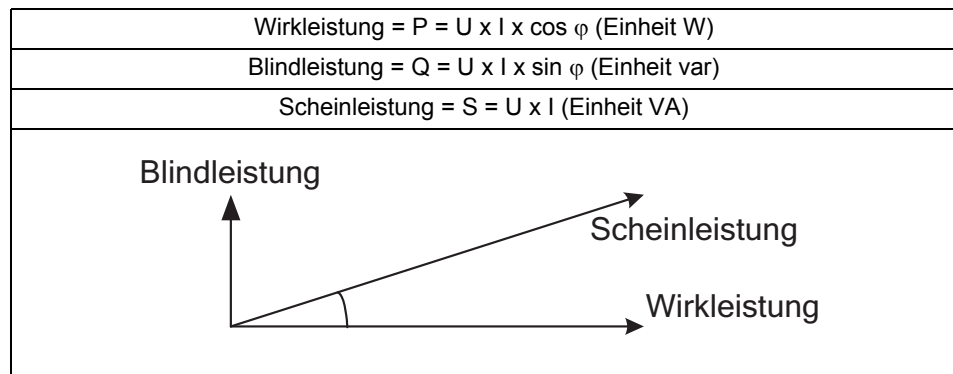 Wirkleistung = P = U x I x cos φ (Einheit W)
Blindleistung = Q = U x I x sin φ (Einheit var)
Scheinleistung = S = U x I (Einheit VA)
Blindleistung
Scheinleistung
Wirkleistung